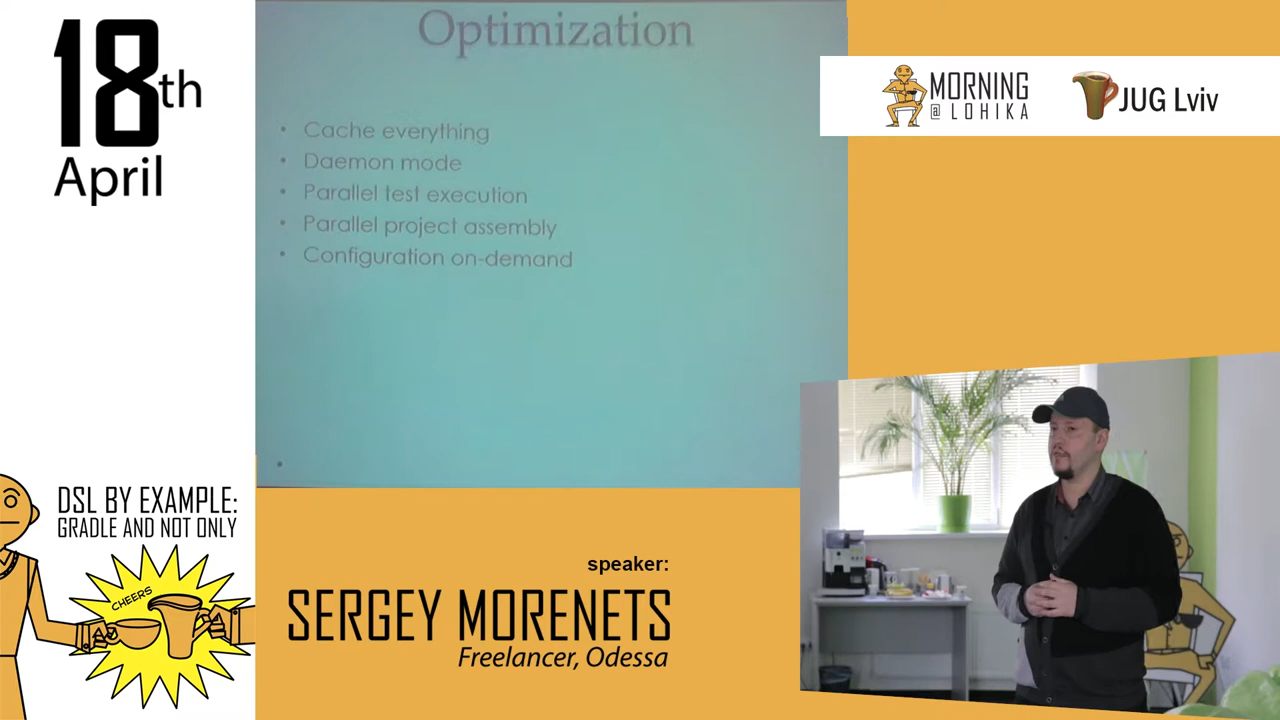 18th
April
Optimization
• Cache everything
• Daemon mode
• Parallel test execution
• Parallel project assembly
• Configuration on-demand
MORNING
@ LOHIKA
JUG Lviv
DSL BY EXAMPLE:
GRADLE AND NOT ONLY
CHEERS
speaker:
SERGEY MORENETS
Freelancer, Odessa